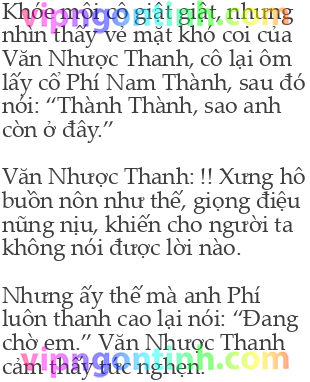 Khóe môi cô giật giật, nhưng
nhìn thấy vẻ mặt khó coi của
Văn Nhược Thanh, cô lại ôm
lấy cổ Phí Nam Thành, sau đó
nói: “Thành Thành, sao anh
còn ở đây.”
Văn Nhược Thanh: !! Xưng hô
buồn nôn như thế, giọng điệu
nũng nịu, khiến cho người ta
không nói được lời nào.
Nhưng ấy thế mà anh Phí
luôn thanh cao lại nói: “Đang
chờ em.” Văn Nhược Thanh
cảm thấy tức nghẹn.
vipngontinh.com
vipngontinh.com